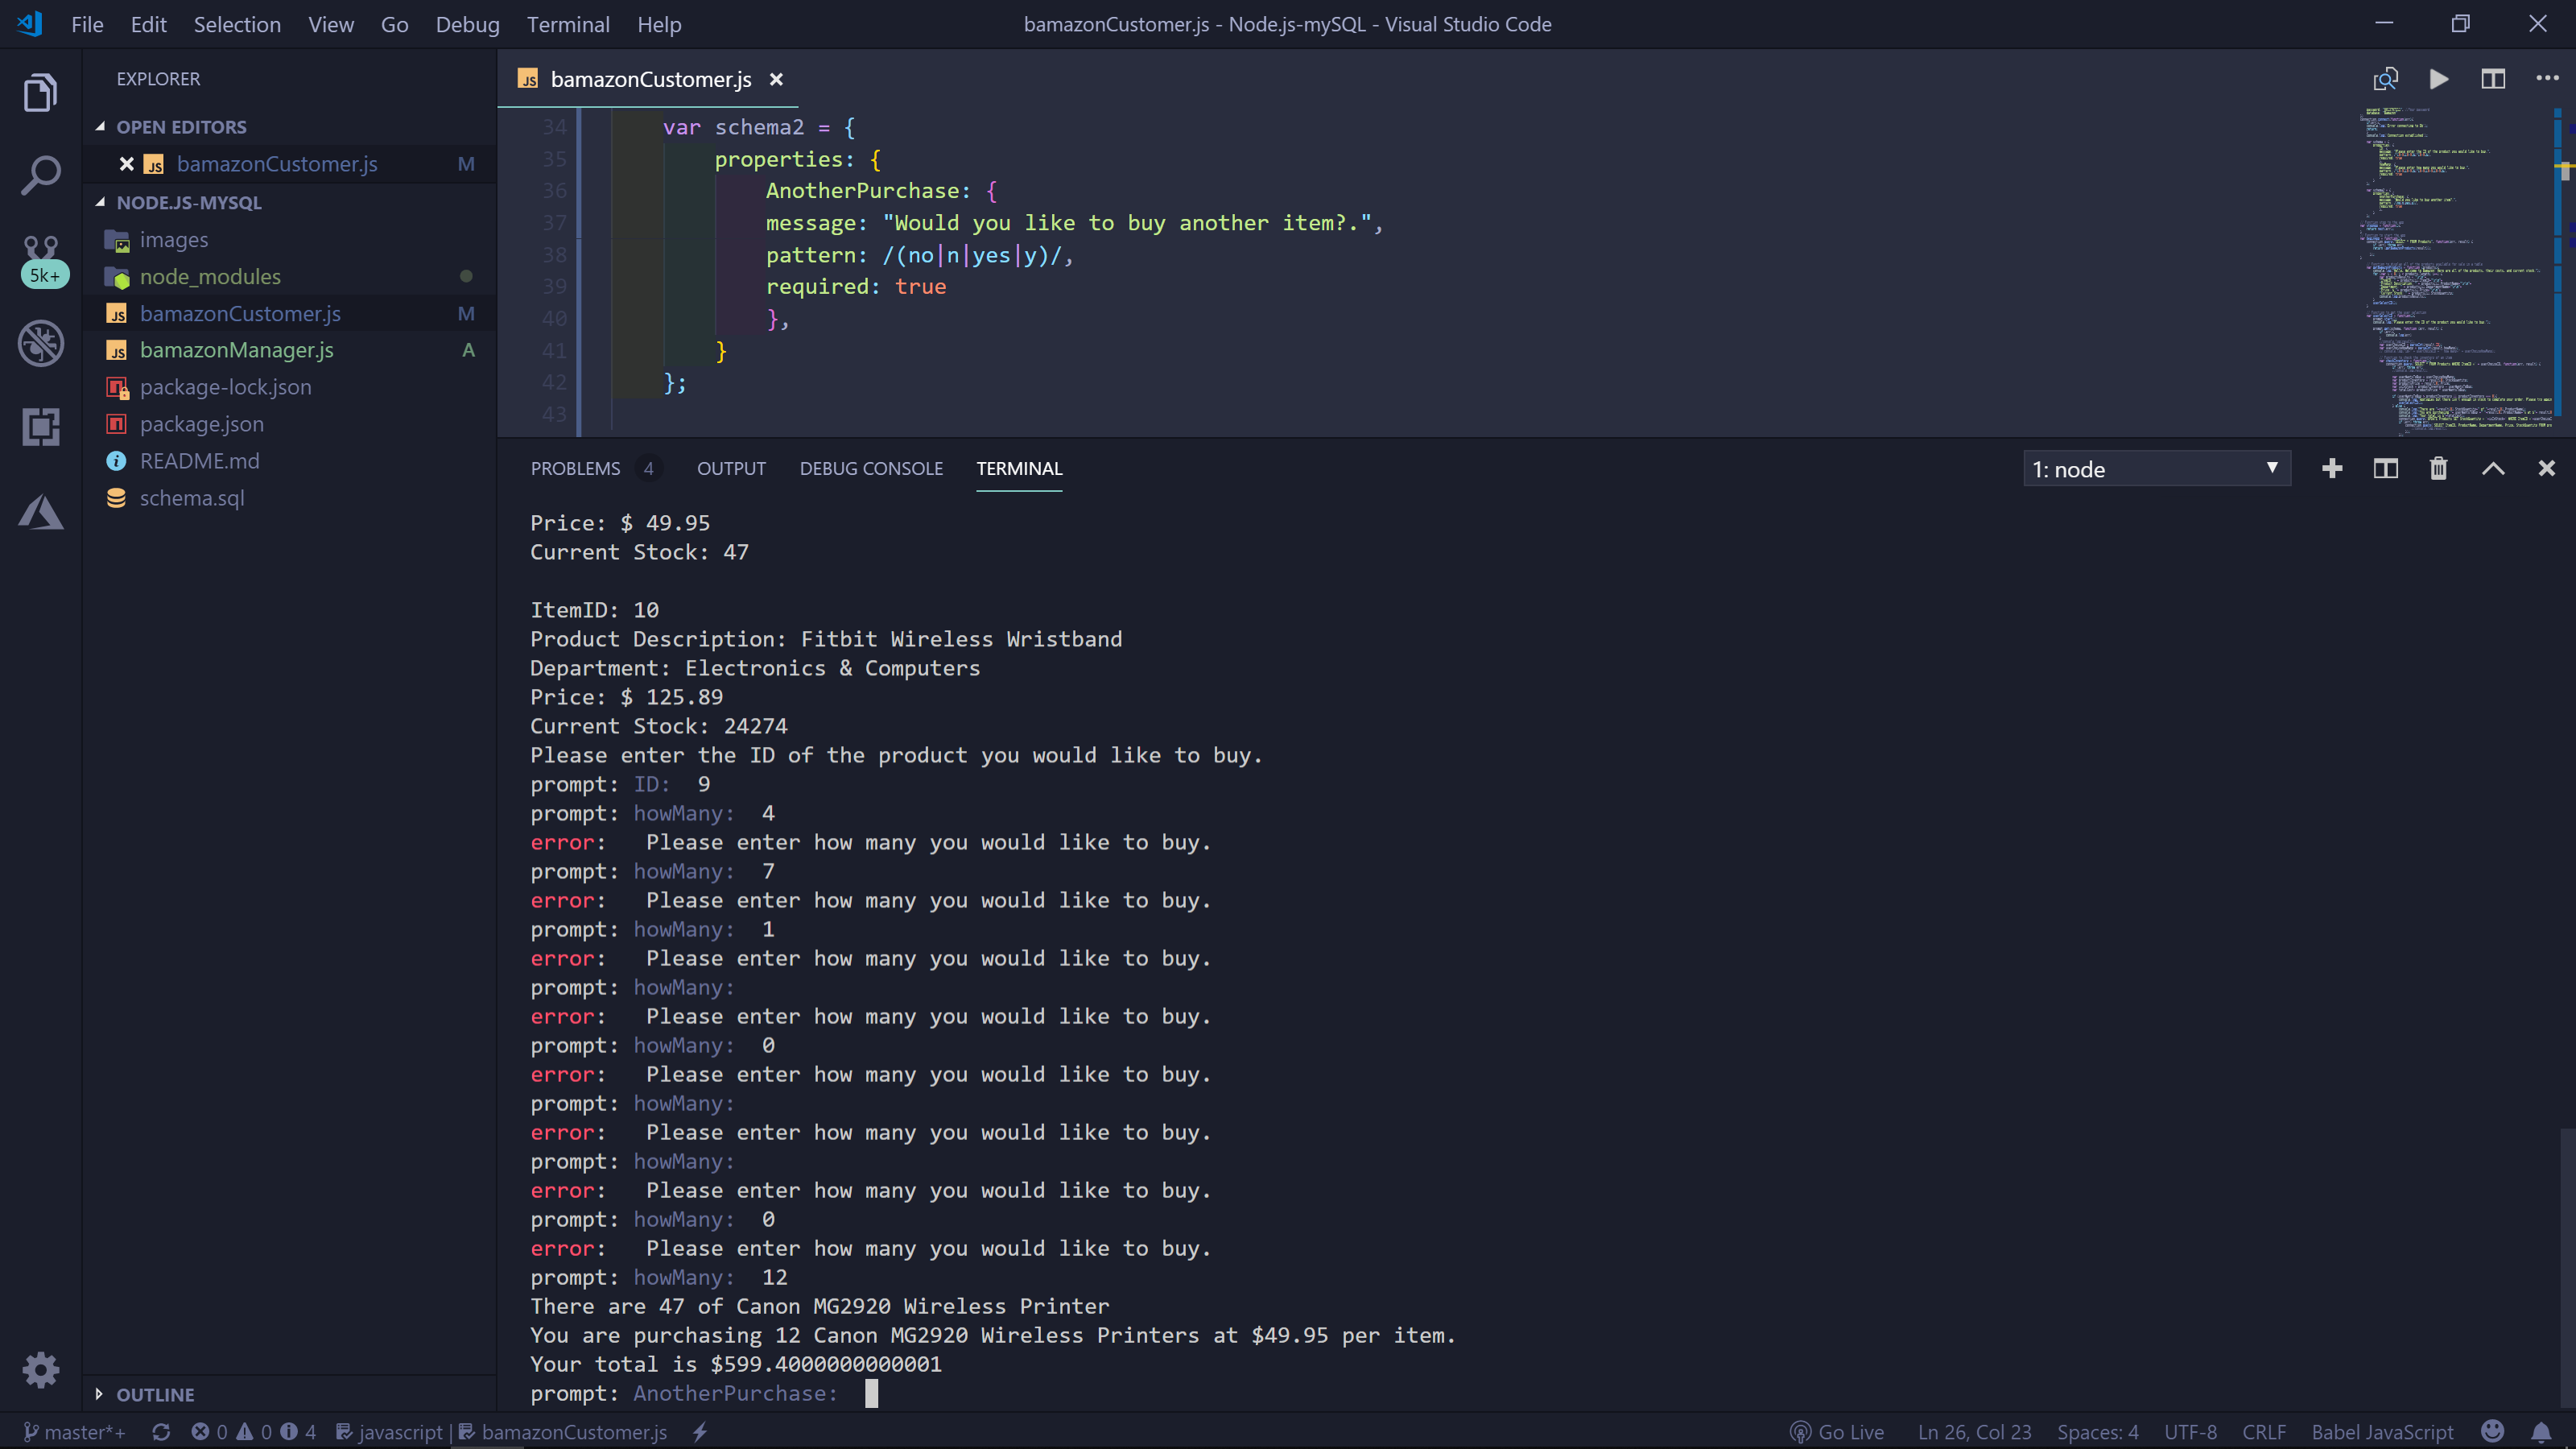 File Edit Selection View Go Debug Terminal Help
bamazonCustomer.js - Node.js-mySQL - Visual Studio Code
EXPLORER
OPEN EDITORS
JS bamazonCustomer.js M
NODE.JS-MYSQL
images
node_modules
JS bamazonCustomer.js M
JS bamazonManager.js A
package-lock.json
package.json
README.md
schema.sql
5k+
OUTLINE
JS bamazonCustomer.js
34 var schema2 = {
35 properties: {
36 AnotherPurchase: {
37 message: "Would you like to buy another item?.",
38 pattern: /(no|n|yes|y)/,
39 required: true
40 },
41 }
42 };
43
PROBLEMS 4 OUTPUT DEBUG CONSOLE TERMINAL
1: node
Price: $ 49.95
Current Stock: 47
ItemID: 10
Product Description: Fitbit Wireless Wristband
Department: Electronics & Computers
Price: $ 125.89
Current Stock: 24274
Please enter the ID of the product you would like to buy.
prompt: ID: 9
prompt: howMany: 4
error: Please enter how many you would like to buy.
prompt: howMany: 7
error: Please enter how many you would like to buy.
prompt: howMany: 1
error: Please enter how many you would like to buy.
prompt: howMany:
error: Please enter how many you would like to buy.
prompt: howMany: 0
error: Please enter how many you would like to buy.
prompt: howMany:
error: Please enter how many you would like to buy.
prompt: howMany:
error: Please enter how many you would like to buy.
prompt: howMany: 0
error: Please enter how many you would like to buy.
prompt: howMany: 12
There are 47 of Canon MG2920 Wireless Printer
You are purchasing 12 Canon MG2920 Wireless Printers at $49.95 per item.
Your total is $599.4000000000001
prompt: AnotherPurchase:
master*+ 0 0 4 javascript | bamazonCustomer.js
Go Live Ln 26, Col 23 Spaces: 4 UTF-8 CRLF Babel JavaScript